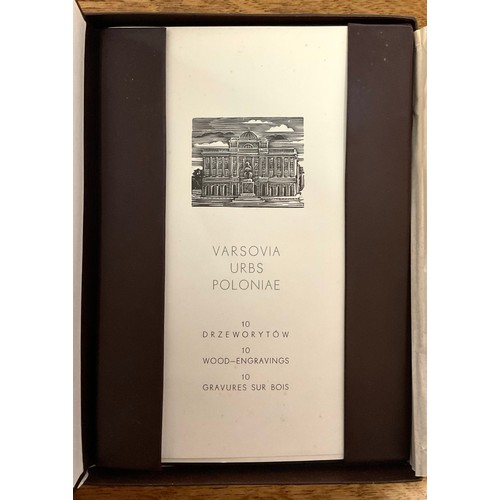 VARSOVIA
URBS
POLONIAE
10
DRZEWORYTÓW
10
WOOD—ENGRAVINGS
10
GRAVURES SUR BOIS